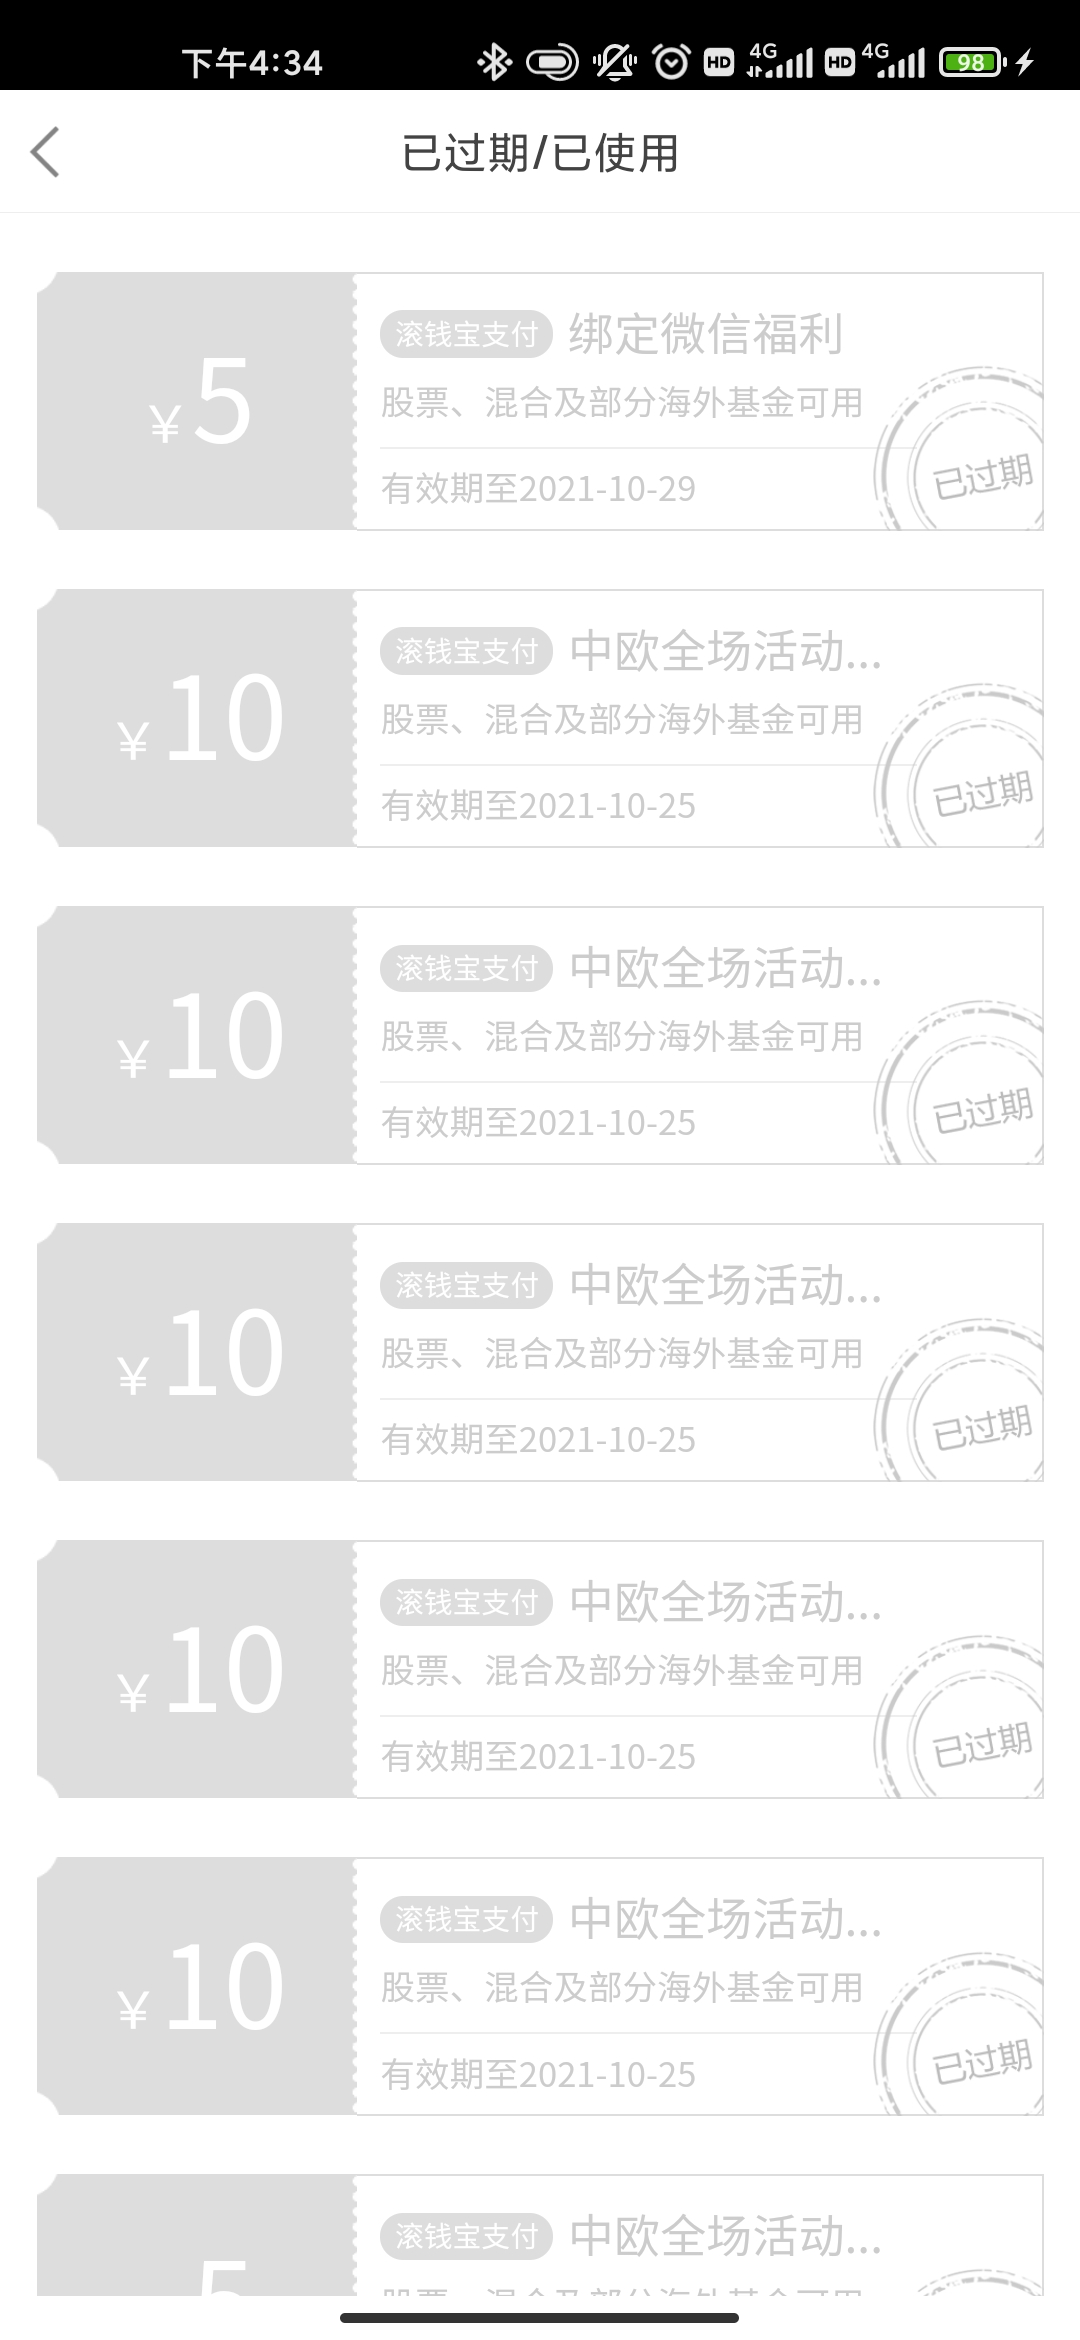 下午4:34
HD 4G HD 4G 98
已过期/已使用
¥5
滚钱宝支付 绑定微信福利
股票、混合及部分海外基金可用
有效期至2021-10-29
已过期
¥10
滚钱宝支付 中欧全场活动...
股票、混合及部分海外基金可用
有效期至2021-10-25
已过期
¥10
滚钱宝支付 中欧全场活动...
股票、混合及部分海外基金可用
有效期至2021-10-25
已过期
¥10
滚钱宝支付 中欧全场活动...
股票、混合及部分海外基金可用
有效期至2021-10-25
已过期
¥10
滚钱宝支付 中欧全场活动...
股票、混合及部分海外基金可用
有效期至2021-10-25
已过期
¥10
滚钱宝支付 中欧全场活动...
股票、混合及部分海外基金可用
有效期至2021-10-25
已过期
5
滚钱宝支付 中欧全场活动...